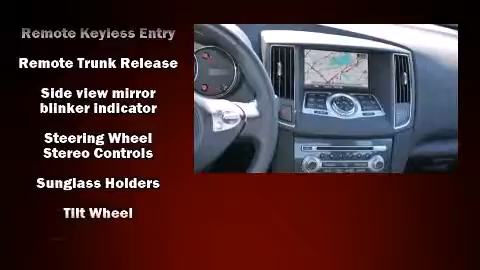 Remote Keyless Entry
Remote Trunk Release
Side view mirror
blinker indicator
Steering Wheel
Stereo Controls
Sunglass Holders
Tilt Wheel